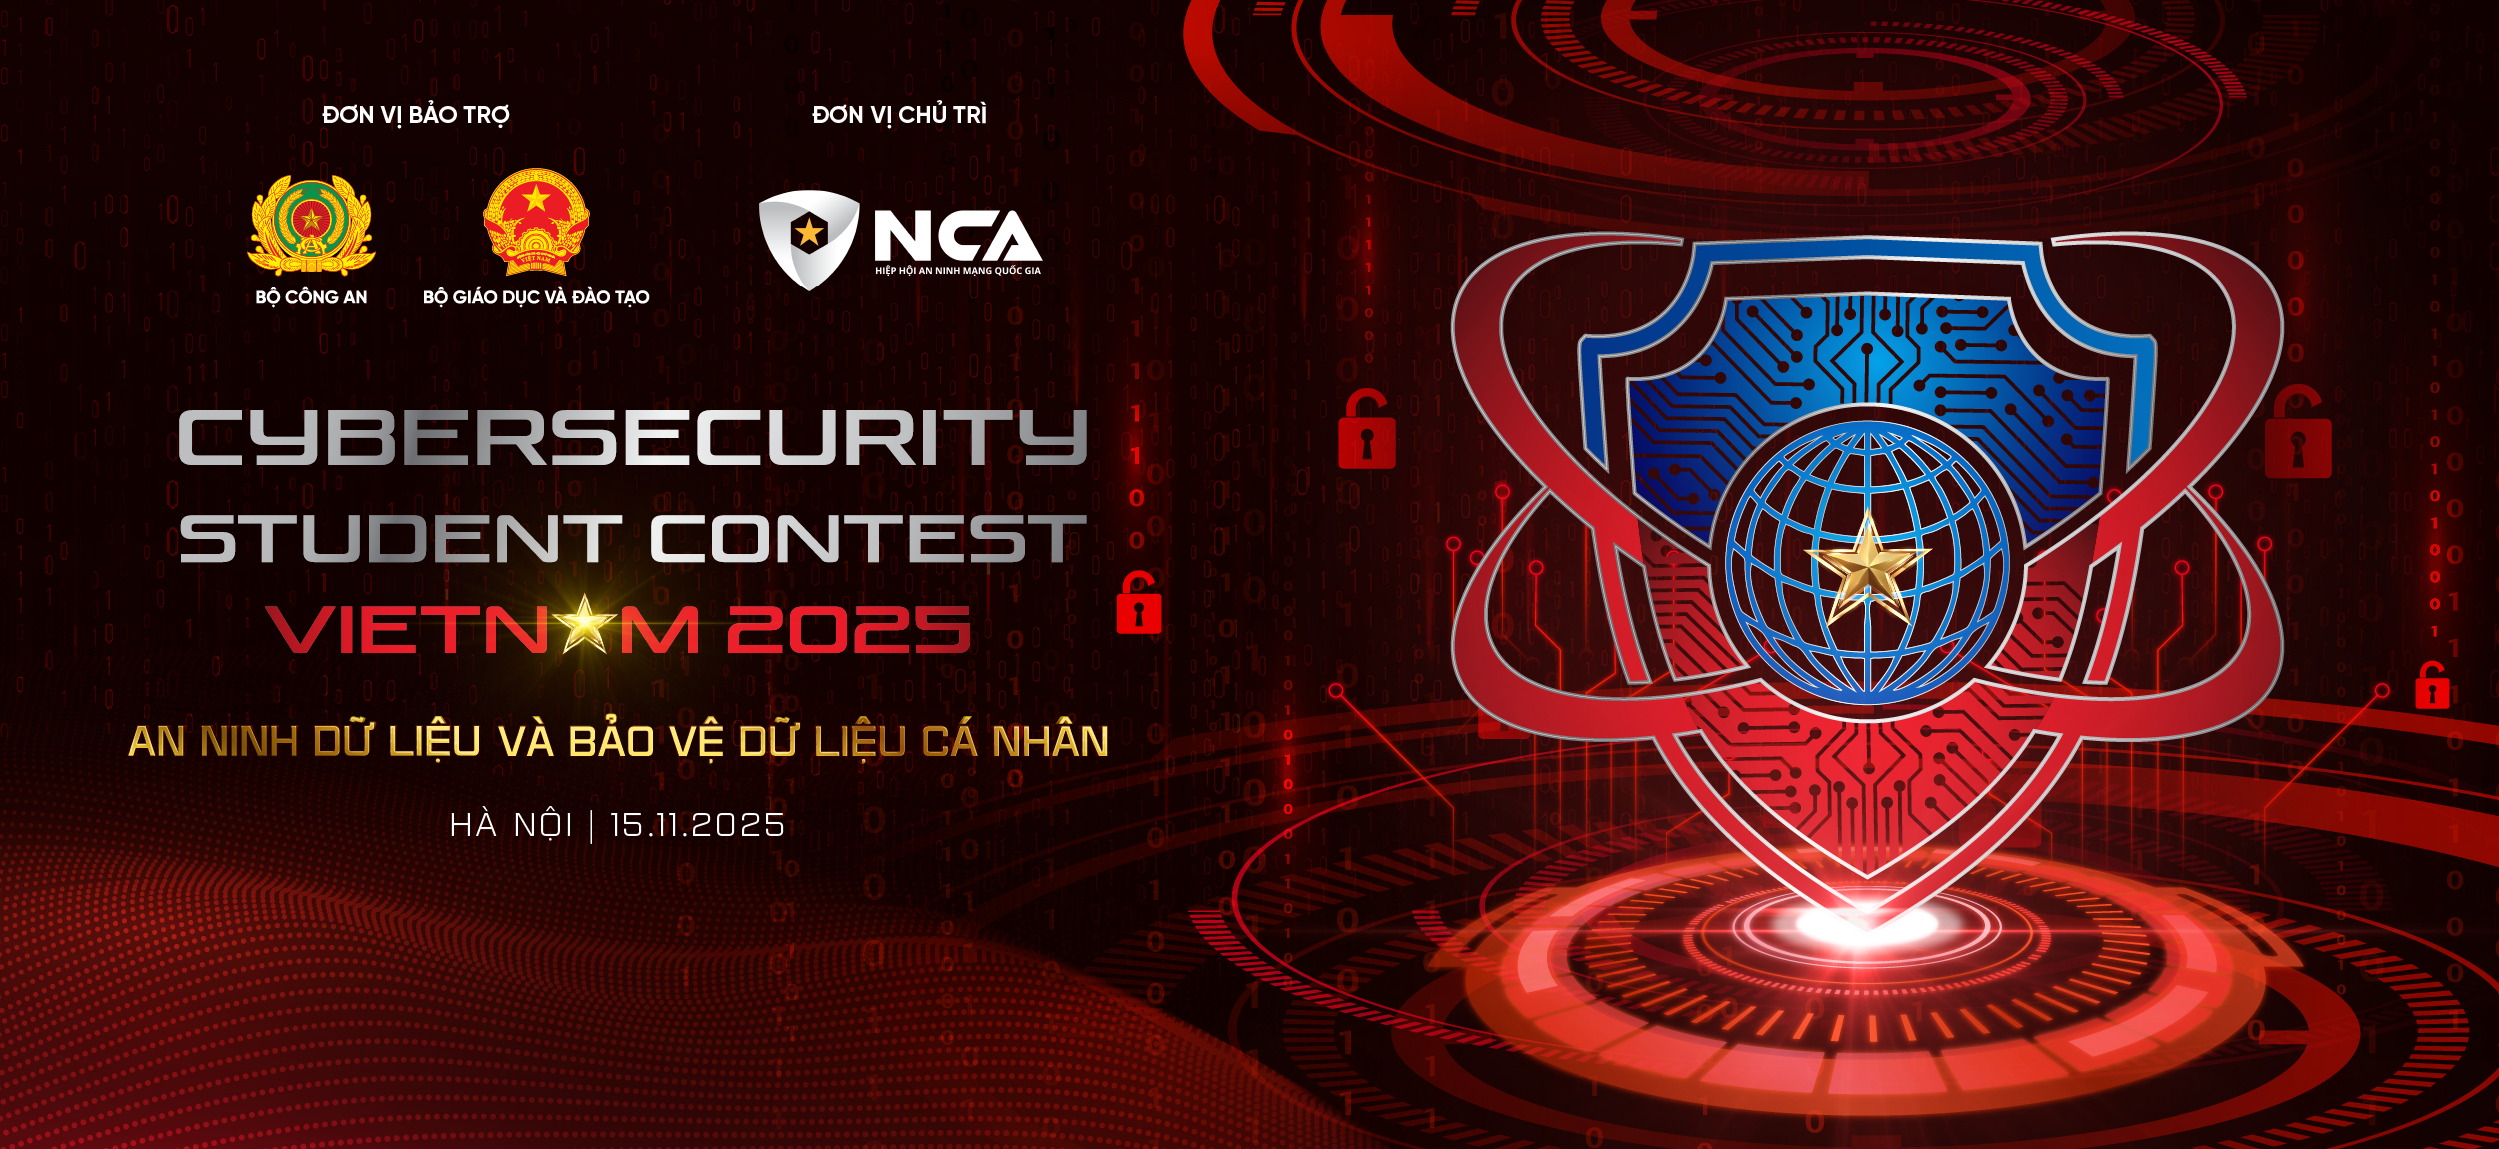 ĐƠN VỊ BẢO TRỢ
ĐƠN VỊ CHỦ TRÌ
VIỆT NAM
BỘ CÔNG AN
BỘ GIÁO DỤC VÀ ĐÀO TẠO
NCA
HIỆP HỘI AN NINH MẠNG QUỐC GIA
CYBERSECURITY
STUDENT CONTEST
VIETNAM 2025
AN NINH DỮ LIỆU VÀ BẢO VỆ DỮ LIỆU CÁ NHÂN
HÀ NỘI | 15.11.2025